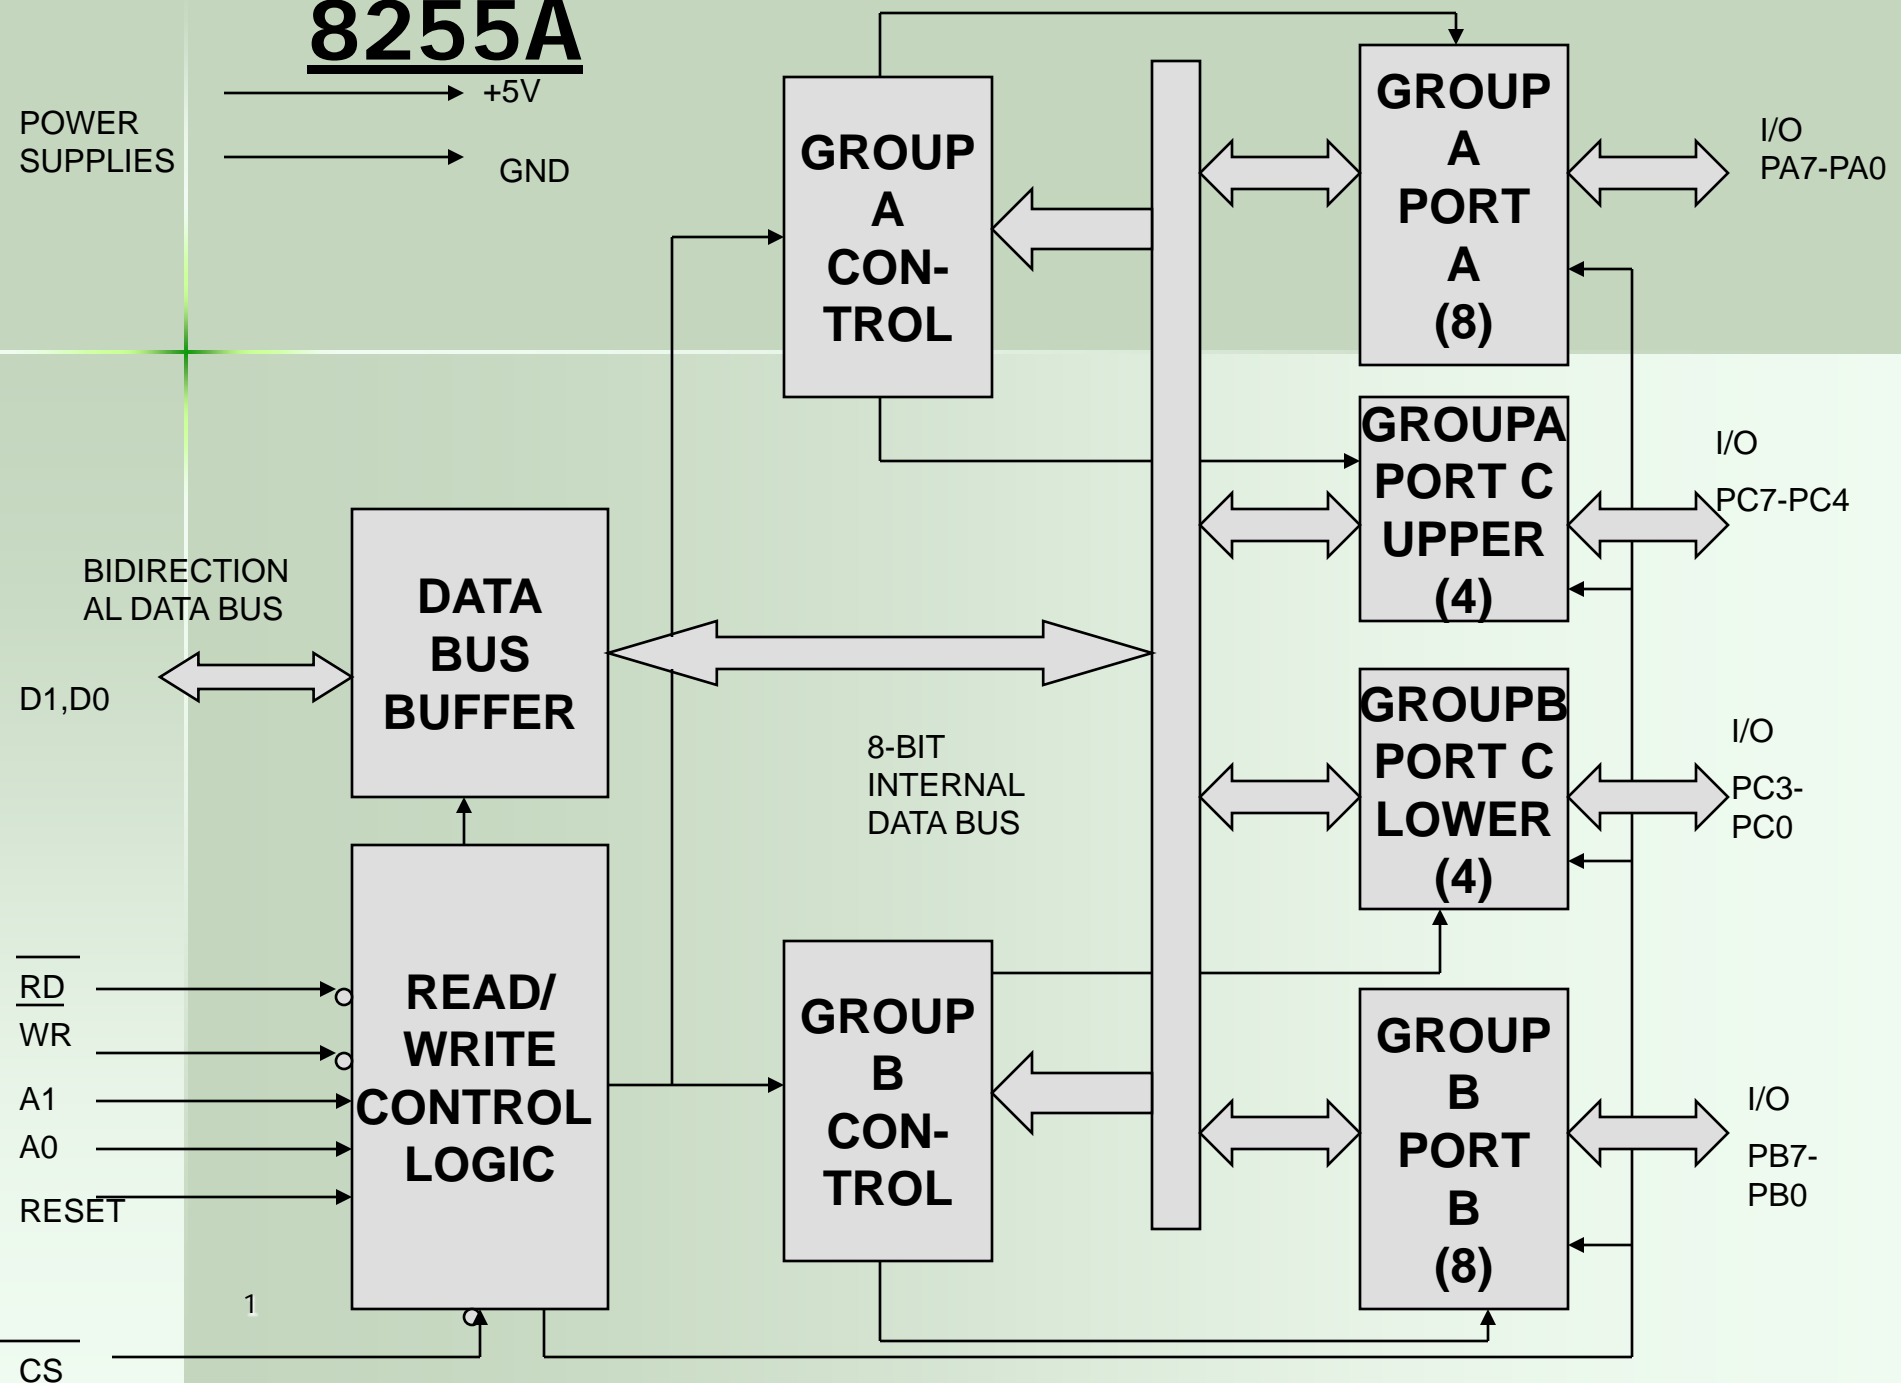 8255A
POWER
SUPPLIES
+5V
GND
GROUP
A
CON-
TROL
GROUP
A
PORT
A
(8)
I/O
PA7-PA0
GROUPA
PORT C
UPPER
(4)
I/O
PC7-PC4
BIDIRECTION
AL DATA BUS
D1,D0
DATA
BUS
BUFFER
8-BIT
INTERNAL
DATA BUS
GROUPB
PORT C
LOWER
(4)
I/O
PC3-
PC0
RD
WR
A1
A0
RESET
CS
READ/
WRITE
CONTROL
LOGIC
GROUP
B
CON-
TROL
GROUP
B
PORT
B
(8)
I/O
PB7-
PB0
1